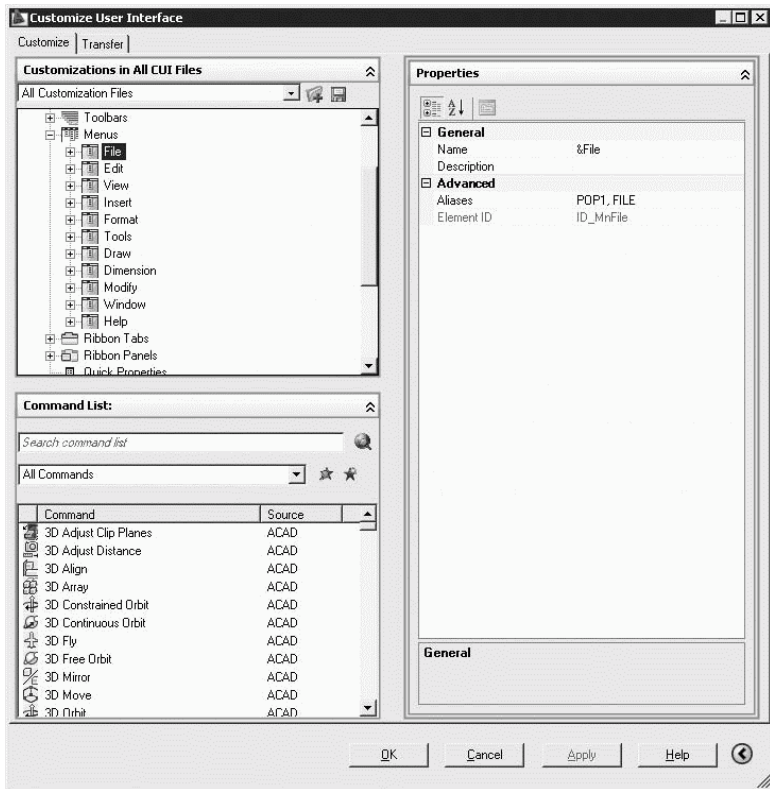 Customize User Interface
Customize
Transfer
Customizations in All CUI Files
All Customization Files
Toolbars
Menus
File
Edit
View
Insert
Format
Tools
Draw
Dimension
Modify
Window
Help
Ribbon Tabs
Ribbon Panels
Quick Properties
Command List:
Search command list
All Commands
Command Source
3D Adjust Clip Planes ACAD
3D Adjust Distance ACAD
3D Align ACAD
3D Array ACAD
3D Constrained Orbit ACAD
3D Continuous Orbit ACAD
3D Fly ACAD
3D Free Orbit ACAD
3D Mirror ACAD
3D Move ACAD
3D Orbit ACAD
Properties
General
Name &File
Description
Advanced
Aliases POP1, FILE
Element ID ID_MnFile
General
OK Cancel Apply Help